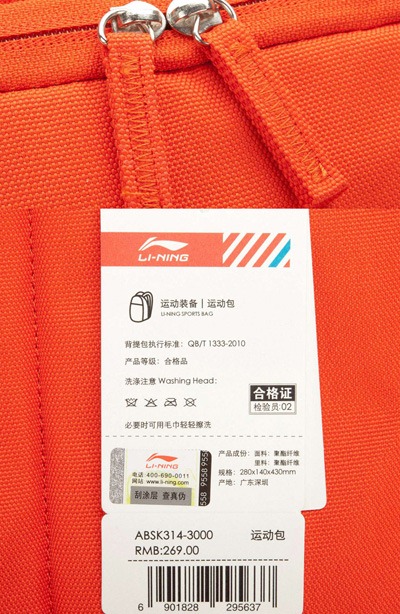 LI-NING
运动装备 | 运动包
LI-NING SPORTS BAG
背提包执行标准: QB/T 1333-2010
产品等级: 合格品
洗涤注意 Washing Head:
合格证
检验员:02
必要时可用毛巾轻轻擦洗
LI-NING
电话 400-690-0011
网站 www.li-ning.com
刮涂层 查真伪
产品成份: 面料: 聚酯纤维
里料: 聚酯纤维
规格: 280x140x430mm
产地: 广东深圳
ABSK314-3000 运动包
RMB:269.00
6 901828 295637